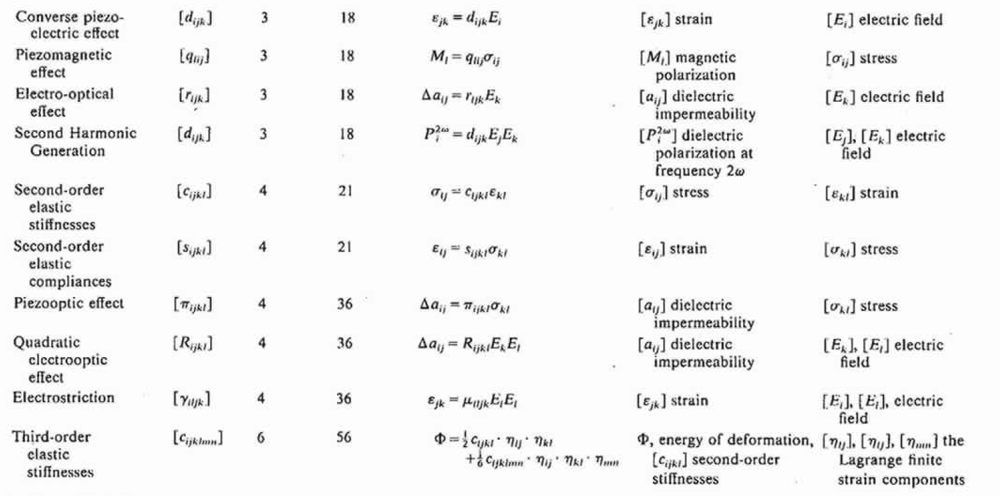 Converse piezo- [d_ijk] 3 18 ε_jk = d_ijk E_i [ε_jk] strain [E_i] electric field
electric effect
Piezomagnetic [q_lij] 3 18 M_l = q_lij σ_ij [M_l] magnetic [σ_ij] stress
effect polarization
Electro-optical [r_ijk] 3 18 Δa_ij = r_ijk E_k [a_ij] dielectric [E_k] electric field
effect impermeability
Second Harmonic [d_ijk] 3 18 P_i^2ω = d_ijk E_j E_k [P_i^2ω] dielectric [E_j], [E_k] electric
Generation polarization at field
frequency 2ω
Second-order [c_ijkl] 4 21 σ_ij = c_ijkl ε_kl [σ_ij] stress [ε_kl] strain
elastic
stiffnesses
Second-order [s_ijkl] 4 21 ε_ij = s_ijkl σ_kl [ε_ij] strain [σ_kl] stress
elastic
compliances
Piezooptic effect [π_ijkl] 4 36 Δa_ij = π_ijkl σ_kl [a_ij] dielectric [σ_kl] stress
impermeability
Quadratic [R_ijkl] 4 36 Δa_ij = R_ijkl E_k E_l [a_ij] dielectric [E_k], [E_l] electric
electrooptic impermeability field
effect
Electrostriction [γ_iljk] 4 36 ε_jk = μ_iljk E_i E_l [ε_jk] strain [E_i], [E_l], electric
field
Third-order [c_ijklmn] 6 56 Φ = ½ c_ijkl · η_ij · η_kl Φ, energy of deformation, [η_ij], [η_ij], [η_mn] the
elastic + ⅙ c_ijklmn · η_ij · η_kl · η_mn [c_ijkl] second-order Lagrange finite
stiffnesses stiffnesses strain components